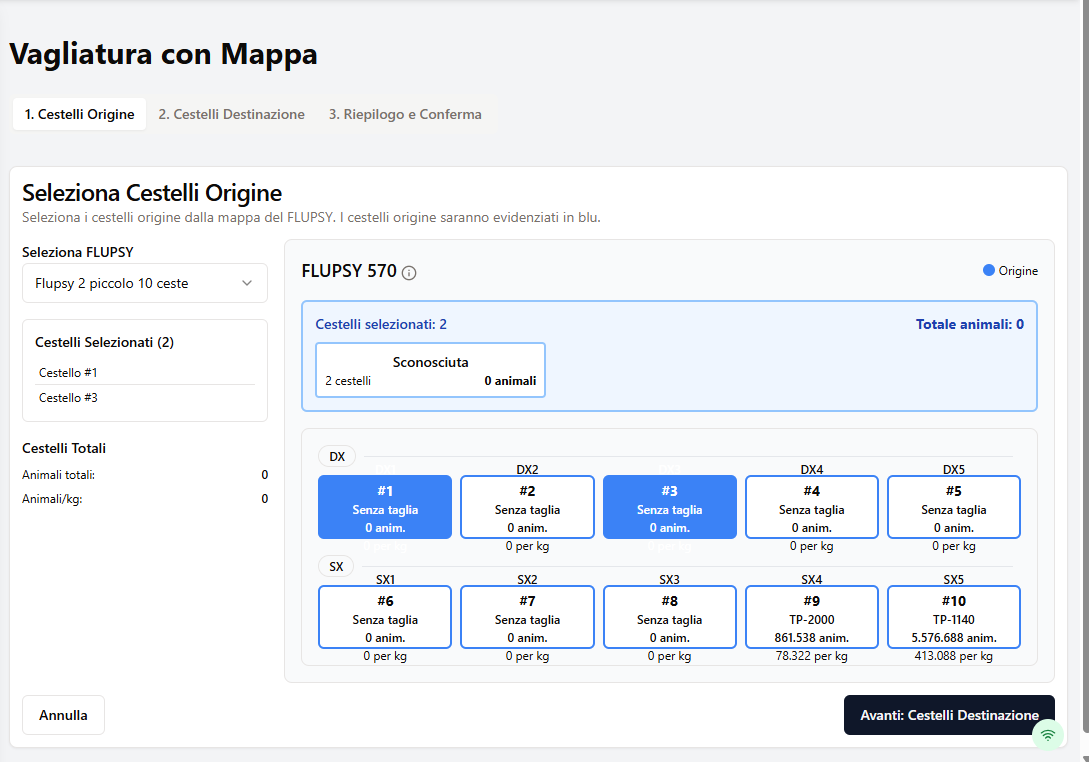 Vagliatura con Mappa
1. Cestelli Origine 2. Cestelli Destinazione 3. Riepilogo e Conferma
Seleziona Cestelli Origine
Seleziona i cestelli origine dalla mappa del FLUPSY. I cestelli origine saranno evidenziati in blu.
Seleziona FLUPSY
Flupsy 2 piccolo 10 ceste
Cestelli Selezionati (2)
Cestello #1
Cestello #3
Cestelli Totali
Animali totali: 0
Animali/kg: 0
FLUPSY 570
Origine
Cestelli selezionati: 2 Totale animali: 0
Sconosciuta
2 cestelli 0 animali
DX
DX2 DX4 DX5
#1 #2 #3 #4 #5
Senza taglia Senza taglia Senza taglia Senza taglia Senza taglia
0 anim. 0 anim. 0 anim. 0 anim. 0 anim.
0 per kg 0 per kg 0 per kg 0 per kg 0 per kg
SX
SX1 SX2 SX3 SX4 SX5
#6 #7 #8 #9 #10
Senza taglia Senza taglia Senza taglia TP-2000 TP-1140
0 anim. 0 anim. 0 anim. 861.538 anim. 5.576.688 anim.
0 per kg 0 per kg 0 per kg 78.322 per kg 413.088 per kg
Annulla
Avanti: Cestelli Destinazione